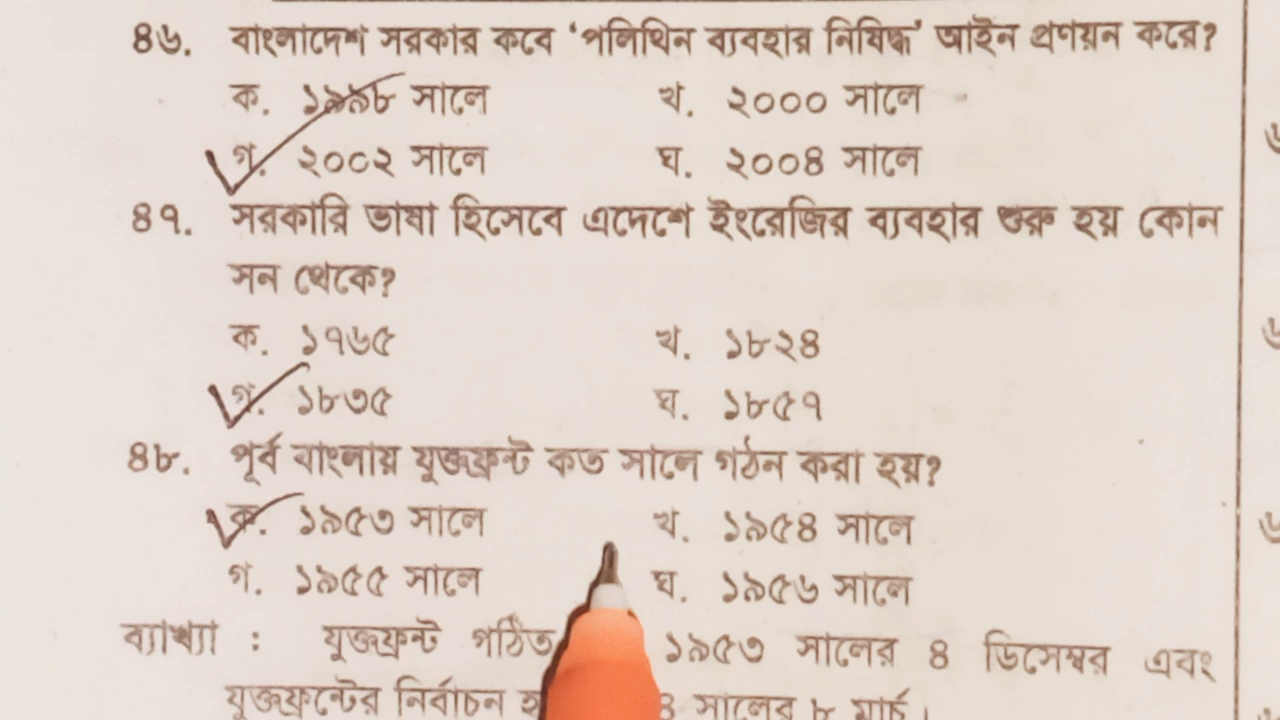 ৪৬. বাংলাদেশ সরকার কবে ‘পলিথিন ব্যবহার নিষিদ্ধ’ আইন প্রণয়ন করে?
ক. ১৯৯৮ সালে খ. ২০০০ সালে
গ. ২০০২ সালে ঘ. ২০০৪ সালে
৪৭. সরকারি ভাষা হিসেবে এদেশে ইংরেজির ব্যবহার শুরু হয় কোন
সন থেকে?
ক. ১৭৬৫ খ. ১৮২৪
গ. ১৮৩৫ ঘ. ১৮৫৭
৪৮. পূর্ব বাংলায় যুক্তফ্রন্ট কত সালে গঠন করা হয়?
ক. ১৯৫৩ সালে খ. ১৯৫৪ সালে
গ. ১৯৫৫ সালে ঘ. ১৯৫৬ সালে
ব্যাখ্যা : যুক্তফ্রন্ট গঠিত ১৯৫৩ সালের ৪ ডিসেম্বর এবং
যুক্তফ্রন্টের নির্বাচন সালের ৮ মার্চ।